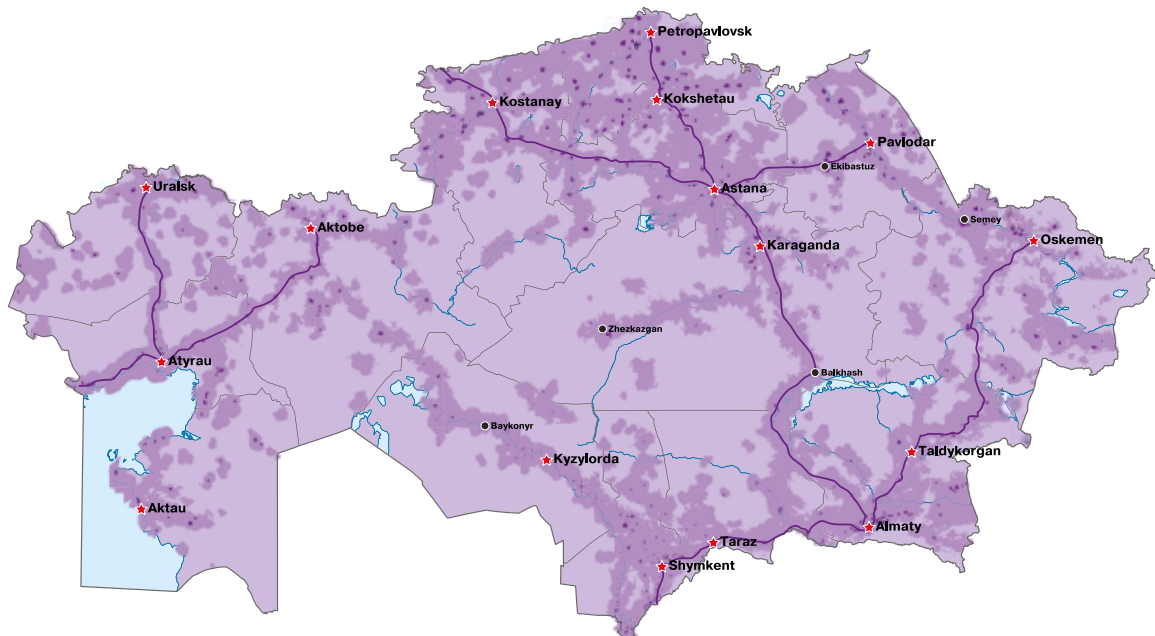 Petropavlovsk
Kostanay
Kokshetau
Pavlodar
Ekibastuz
Uralsk
Astana
Semey
Aktobe
Oskemen
Karaganda
Zhezkazgan
Atyrau
Balkhash
Baykonyr
Kyzylorda
Taldykorgan
Aktau
Almaty
Taraz
Shymkent